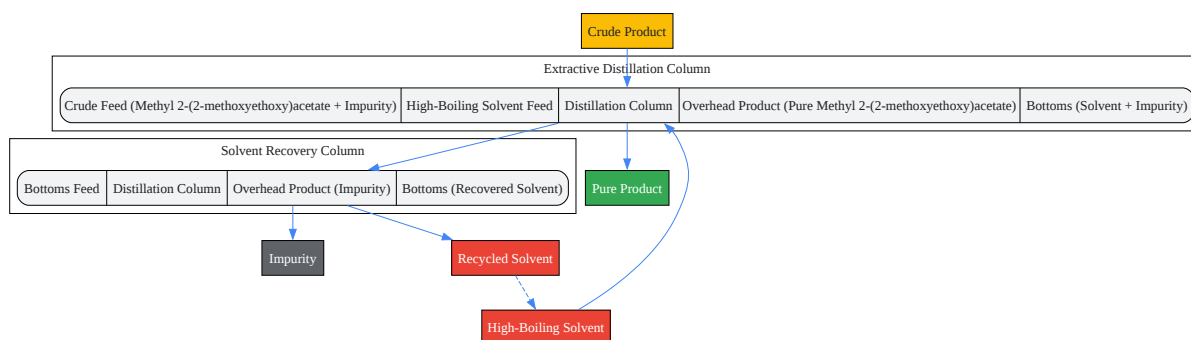 Crude Product
Extractive Distillation Column
Crude Feed (Methyl 2-(2-methoxyethoxy)acetate + Impurity)
High-Boiling Solvent Feed
Distillation Column
Overhead Product (Pure Methyl 2-(2-methoxyethoxy)acetate)
Bottoms (Solvent + Impurity)
Solvent Recovery Column
Bottoms Feed
Distillation Column
Overhead Product (Impurity)
Bottoms (Recovered Solvent)
Pure Product
Impurity
Recycled Solvent
High-Boiling Solvent